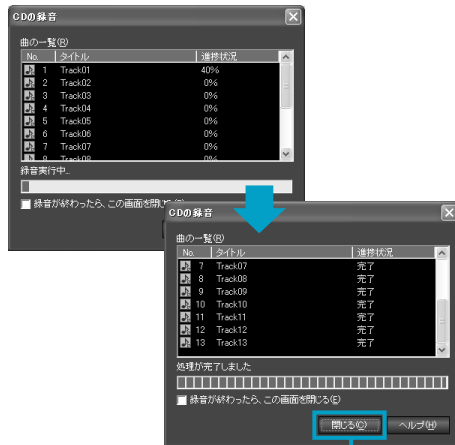 CDの録音
曲の一覧(R)
No. タイトル 進捗状況
1 Track01 40%
2 Track02 0%
3 Track03 0%
4 Track04 0%
5 Track05 0%
6 Track06 0%
7 Track07 0%
8 Track08 0%
録音実行中...
録音が終わったら、この画面を閉じ
CDの録音
曲の一覧(R)
No. タイトル 進捗状況
7 Track07 完了
8 Track08 完了
9 Track09 完了
10 Track10 完了
11 Track11 完了
12 Track12 完了
13 Track13 完了
処理が完了しました
録音が終わったら、この画面を閉じる(E)
閉じる(C) ヘルプ(H)